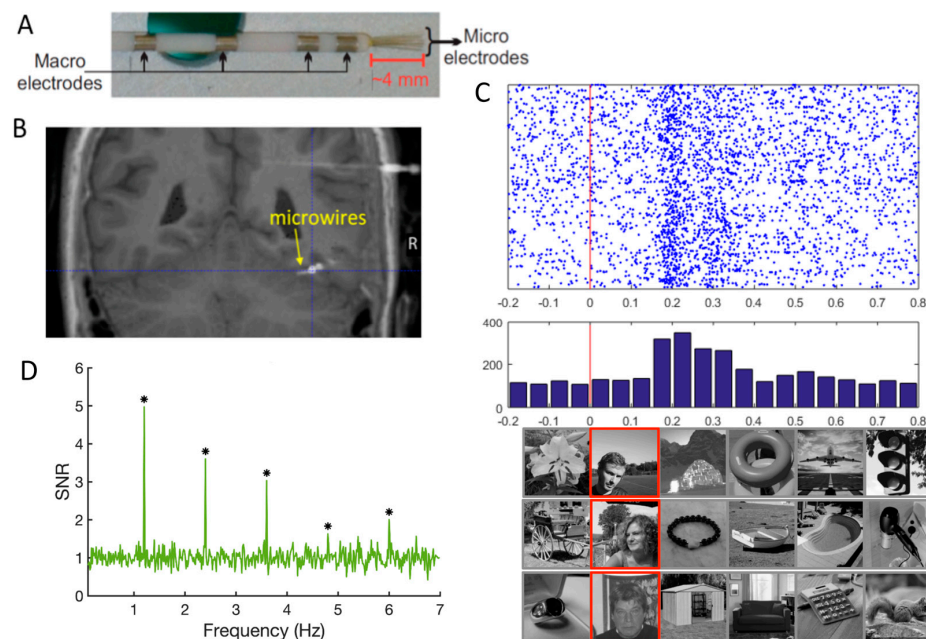 A
Macro
electrodes
Micro
electrodes
~4 mm
B
microwires
R
C
-0.2 -0.1 0 0.1 0.2 0.3 0.4 0.5 0.6 0.7 0.8
400
200
0
-0.2 -0.1 0 0.1 0.2 0.3 0.4 0.5 0.6 0.7 0.8
D
6
5
4
3
2
1
0
SNR
0 1 2 3 4 5 6 7
Frequency (Hz)